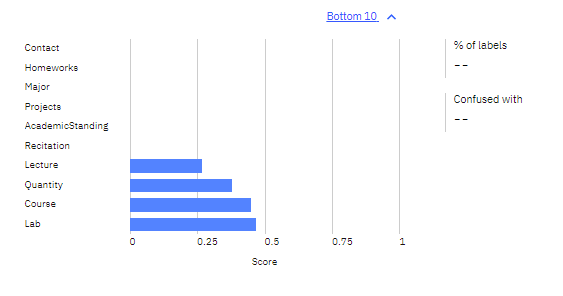 Bottom 10
Contact
Homeworks
Major
Projects
AcademicStanding
Recitation
Lecture
Quantity
Course
Lab
0 0.25 0.5 0.75 1
Score
% of labels
--
Confused with
--